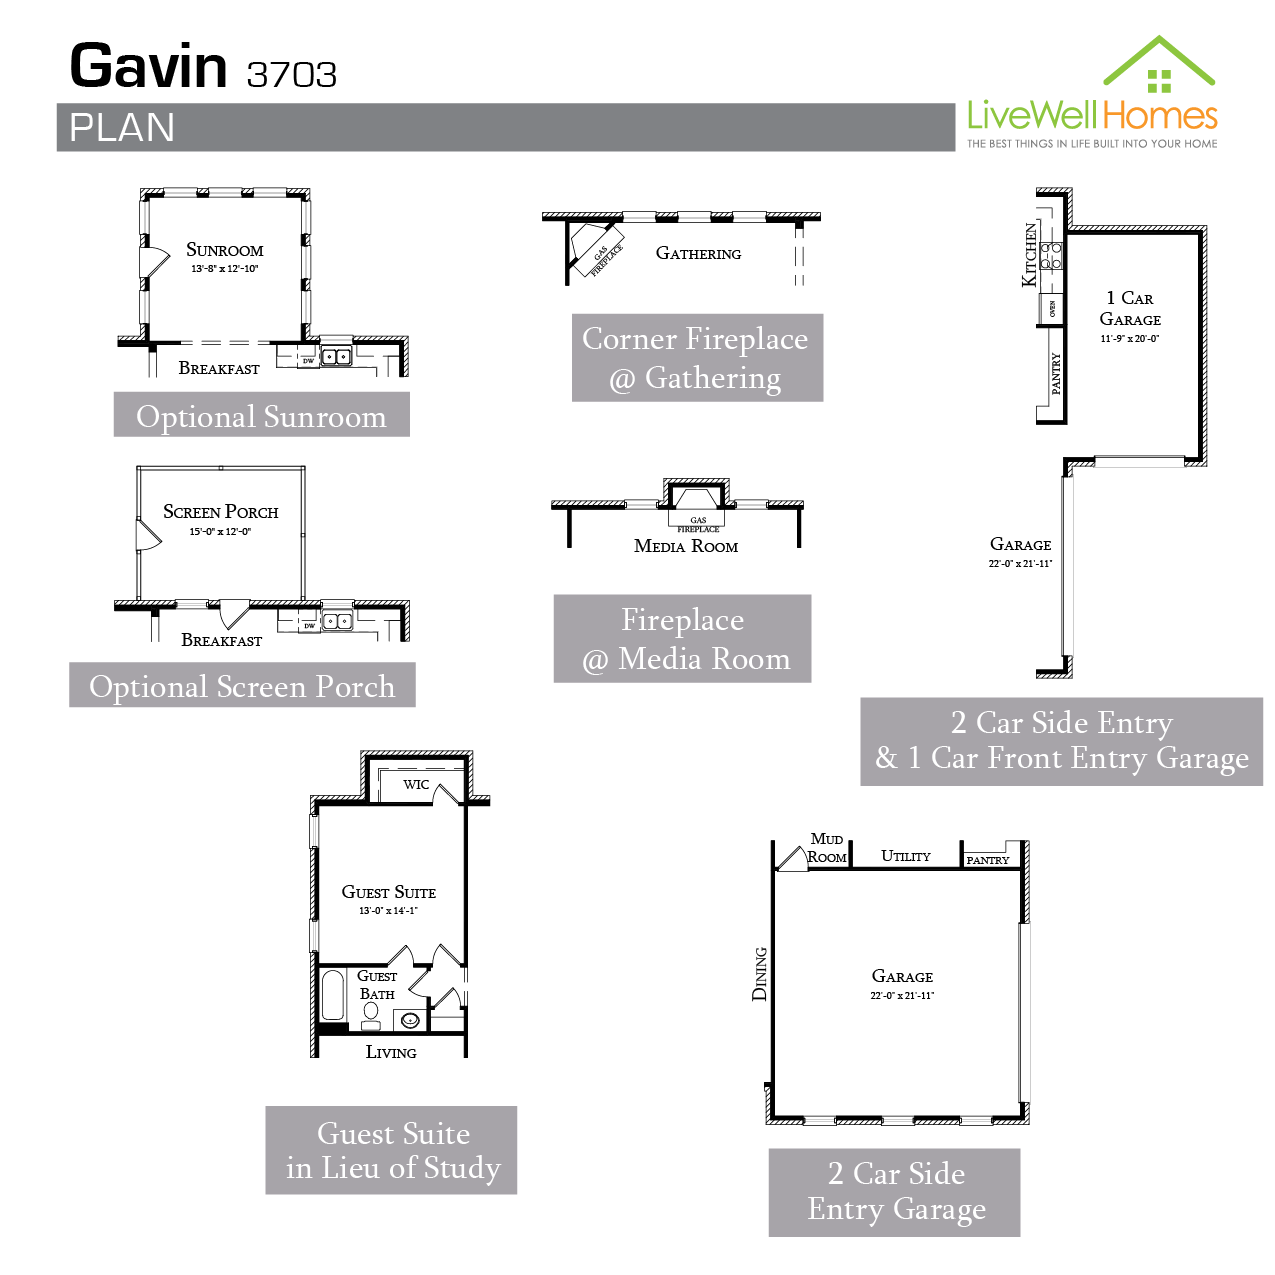 Gavin 3703
PLAN
LiveWell Homes
THE BEST THINGS IN LIFE BUILT INTO YOUR HOME
SUNROOM
13'-8" x 12'-10"
BREAKFAST
DW
Optional Sunroom
GATHERING
GAS
FIREPLACE
Corner Fireplace
@ Gathering
KITCHEN
OVEN
PANTRY
1 CAR
GARAGE
11'-9" x 20'-0"
GARAGE
22'-0" x 21'-11"
2 Car Side Entry
& 1 Car Front Entry Garage
SCREEN PORCH
15'-0" x 12'-0"
BREAKFAST
DW
Optional Screen Porch
GAS
FIREPLACE
MEDIA ROOM
Fireplace
@ Media Room
WIC
GUEST SUITE
13'-0" x 14'-1"
GUEST
BATH
LIVING
Guest Suite
in Lieu of Study
MUD
ROOM
UTILITY
PANTRY
DINING
GARAGE
22'-0" x 21'-11"
2 Car Side
Entry Garage